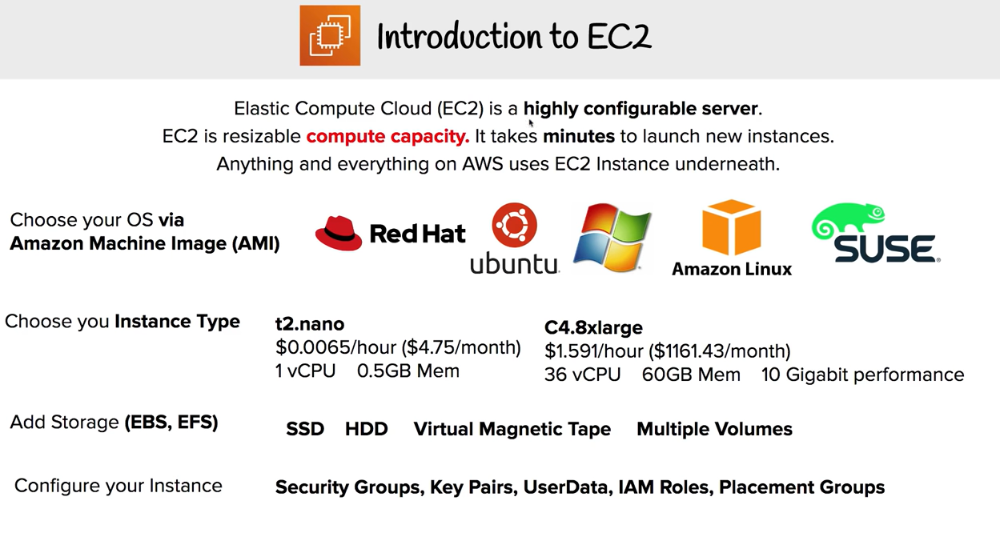 Introduction to EC2
Elastic Compute Cloud (EC2) is a highly configurable server.
EC2 is resizable compute capacity. It takes minutes to launch new instances.
Anything and everything on AWS uses EC2 Instance underneath.
Choose your OS via
Amazon Machine Image (AMI)
Red Hat
ubuntu
Amazon Linux
SUSE
Choose you Instance Type
t2.nano
$0.0065/hour ($4.75/month)
1 vCPU 0.5GB Mem
C4.8xlarge
$1.591/hour ($1161.43/month)
36 vCPU 60GB Mem 10 Gigabit performance
Add Storage (EBS, EFS)
SSD HDD Virtual Magnetic Tape Multiple Volumes
Configure your Instance
Security Groups, Key Pairs, UserData, IAM Roles, Placement Groups